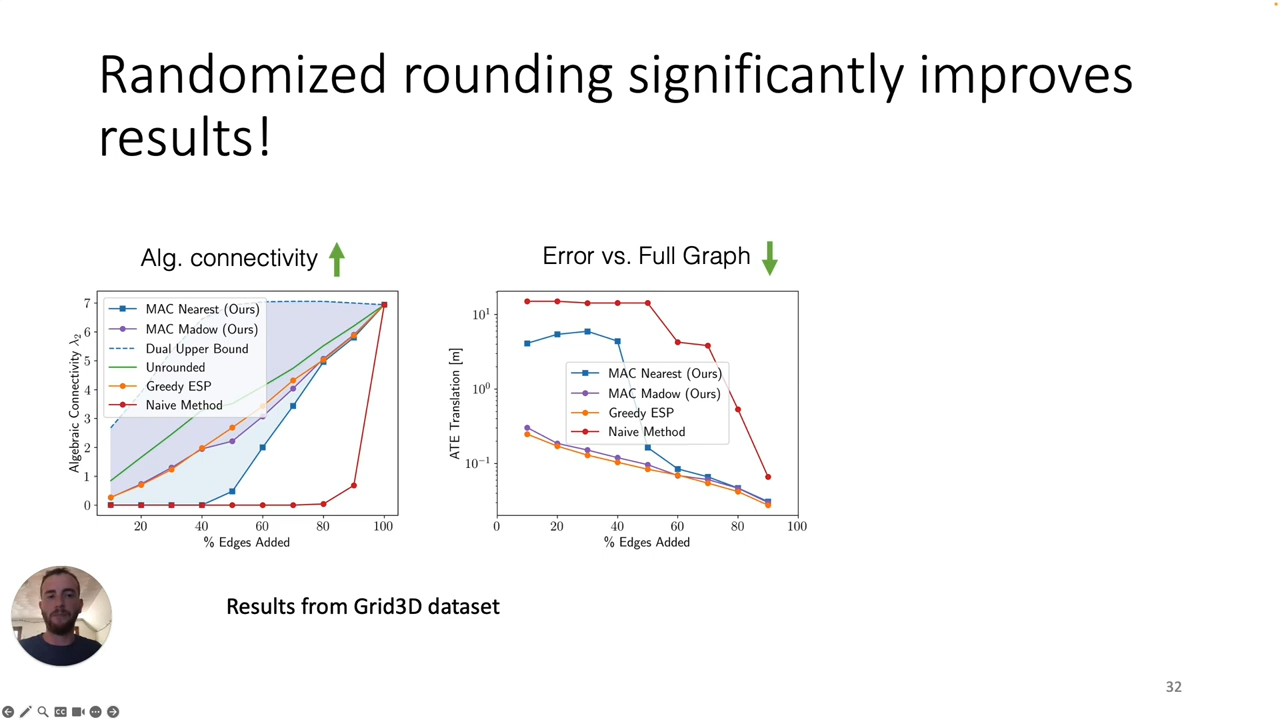 Randomized rounding significantly improves
results!
Alg. connectivity
7
6
5
4
3
2
1
0
Algebraic Connectivity λ2
MAC Nearest (Ours)
MAC Madow (Ours)
Dual Upper Bound
Unrounded
Greedy ESP
Naive Method
20 40 60 80 100
% Edges Added
Error vs. Full Graph
10¹
10⁰
10⁻¹
ATE Translation [m]
MAC Nearest (Ours)
MAC Madow (Ours)
Greedy ESP
Naive Method
0 20 40 60 80 100
% Edges Added
Results from Grid3D dataset
32
CC